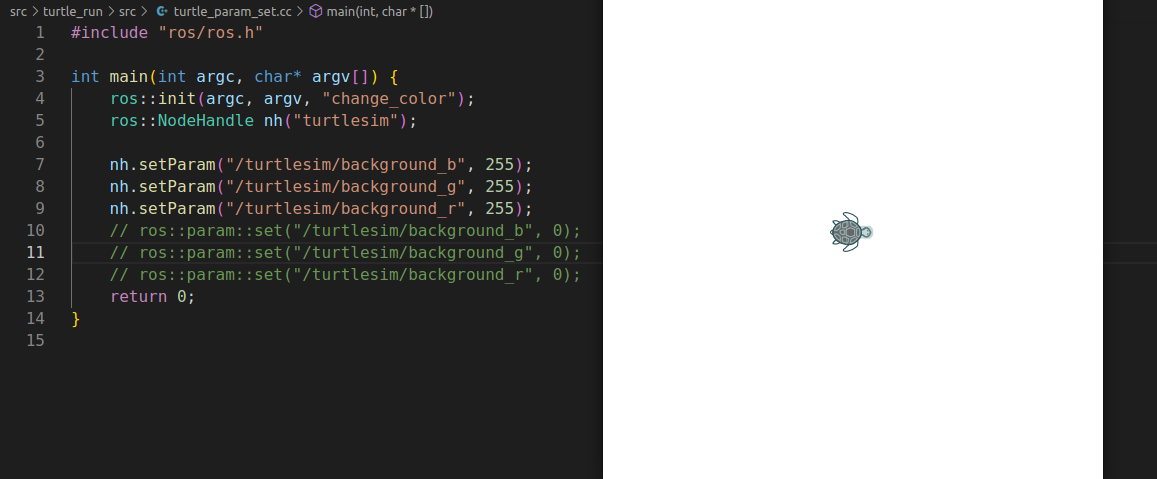 src > turtle_run > src > turtle_param_set.cc > main(int, char * [])
1 #include "ros/ros.h"
2
3 int main(int argc, char* argv[]) {
4     ros::init(argc, argv, "change_color");
5     ros::NodeHandle nh("turtlesim");
6
7     nh.setParam("/turtlesim/background_b", 255);
8     nh.setParam("/turtlesim/background_g", 255);
9     nh.setParam("/turtlesim/background_r", 255);
10     // ros::param::set("/turtlesim/background_b", 0);
11     // ros::param::set("/turtlesim/background_g", 0);
12     // ros::param::set("/turtlesim/background_r", 0);
13     return 0;
14 }
15